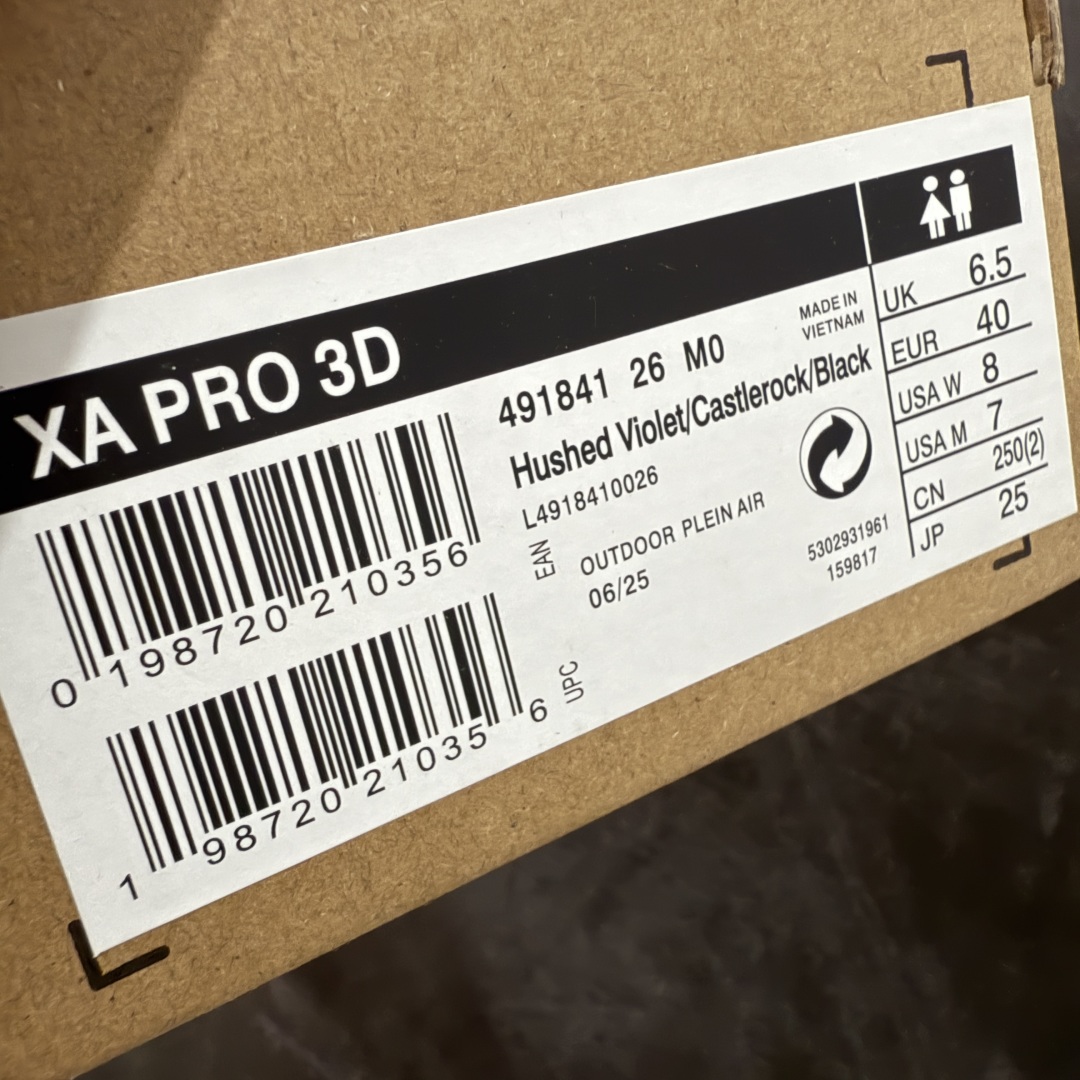 XA PRO 3D
0 198720 210356
EAN
1 98720 21035 6
UPC
491841 26 M0
Hushed Violet/Castlerock/Black
L4918410026
OUTDOOR PLEIN AIR
06/25
MADE IN
VIETNAM
5302931961
159817
UK 6.5
EUR 40
USA W 8
USA M 7
CN 250(2)
JP 25